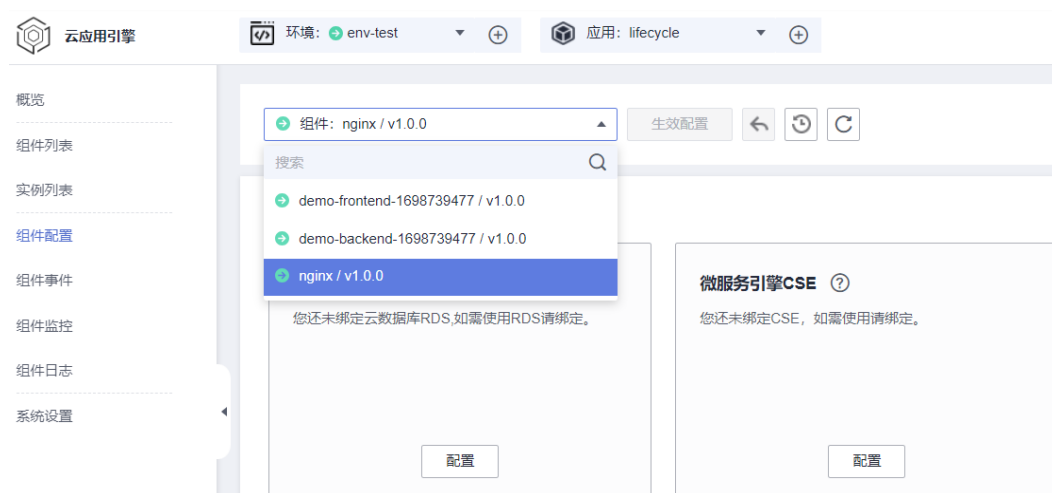 云应用引擎
环境: env-test
应用: lifecycle
概览
组件列表
实例列表
组件配置
组件事件
组件监控
组件日志
系统设置
组件: nginx / v1.0.0
生效配置
搜索
demo-frontend-1698739477 / v1.0.0
demo-backend-1698739477 / v1.0.0
nginx / v1.0.0
您还未绑定云数据库RDS,如需使用RDS请绑定。
配置
微服务引擎CSE
您还未绑定CSE，如需使用请绑定。
配置